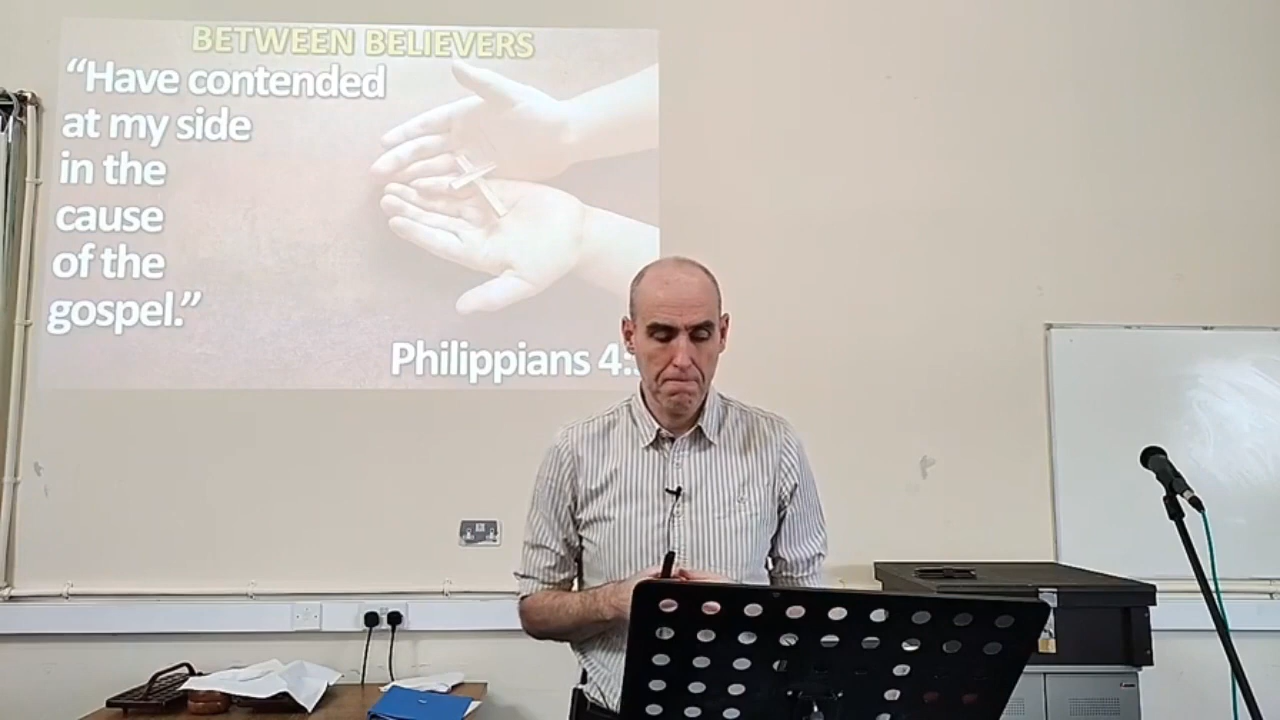 BETWEEN BELIEVERS
“Have contended
at my side
in the
cause
of the
gospel.”
Philippians 4: